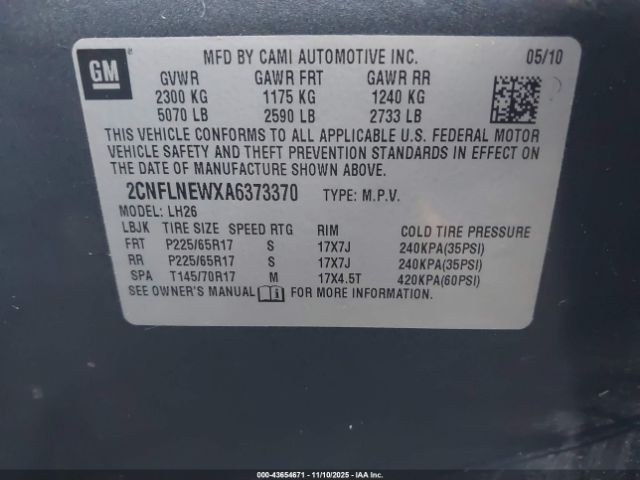 GM
MFD BY CAMI AUTOMOTIVE INC. 05/10
GVWR GAWR FRT GAWR RR
2300 KG 1175 KG 1240 KG
5070 LB 2590 LB 2733 LB
THIS VEHICLE CONFORMS TO ALL APPLICABLE U.S. FEDERAL MOTOR
VEHICLE SAFETY AND THEFT PREVENTION STANDARDS IN EFFECT ON
THE DATE OF MANUFACTURE SHOWN ABOVE.
2CNFLNEWXA6373370 TYPE: M.P.V.
MODEL: LH26
LBJK TIRE SIZE SPEED RTG RIM COLD TIRE PRESSURE
FRT P225/65R17 S 17X7J 240KPA(35PSI)
RR P225/65R17 S 17X7J 240KPA(35PSI)
SPA T145/70R17 M 17X4.5T 420KPA(60PSI)
SEE OWNER'S MANUAL i FOR MORE INFORMATION.
000-43654671 - 11/10/2025 - IAAI.com